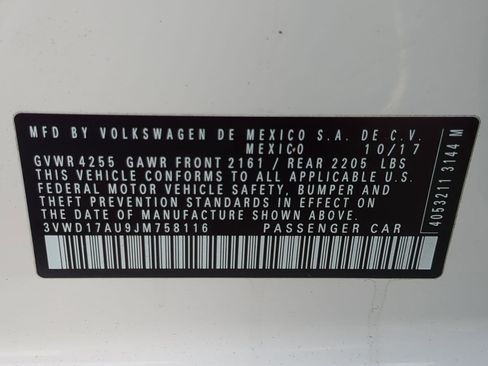 MFD BY VOLKSWAGEN DE MEXICO S.A. DE C.V.
MEXICO 10/17
GVWR 4255 GAWR FRONT 2161 / REAR 2205 LBS
THIS VEHICLE CONFORMS TO ALL APPLICABLE U.S.
FEDERAL MOTOR VEHICLE SAFETY, BUMPER AND
THEFT PREVENTION STANDARDS IN EFFECT ON THE
DATE OF MANUFACTURE SHOWN ABOVE.
3VWD17AU9JM758116 PASSENGER CAR
4053211 3144 M